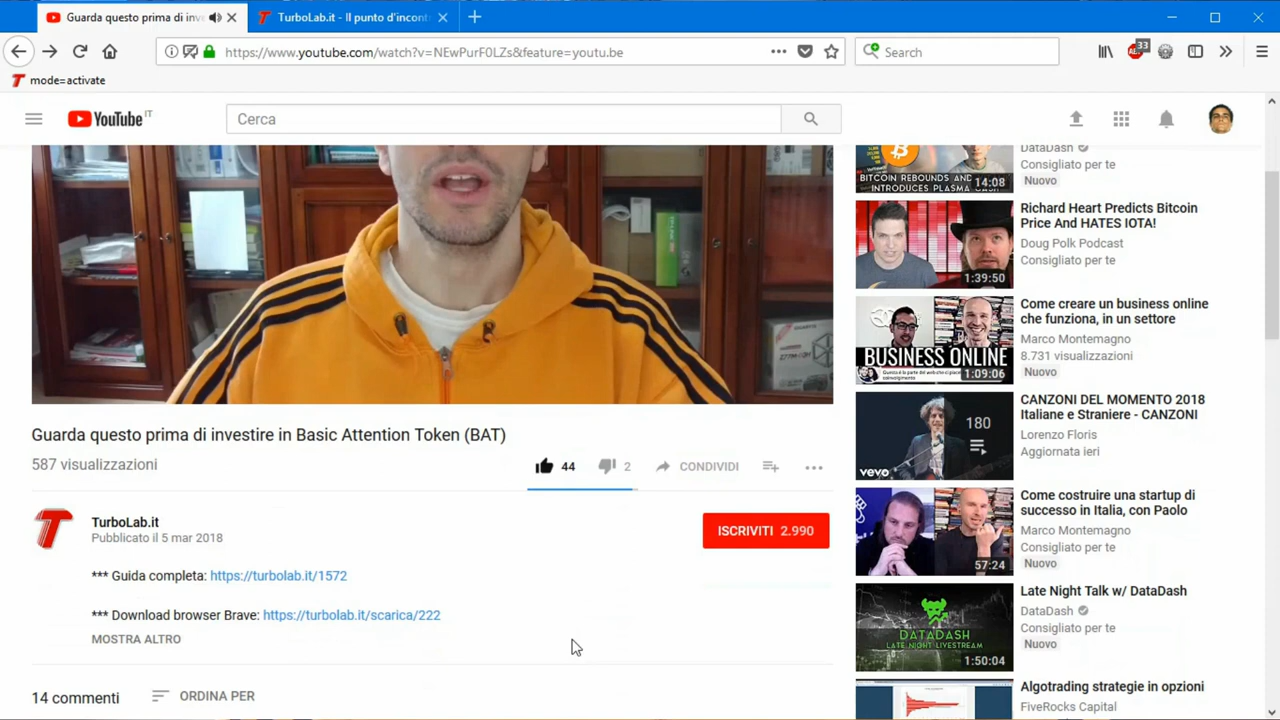 Guarda questo prima di inve
TurboLab.it - Il punto d'incont
https://www.youtube.com/watch?v=NEwPurF0LZs&feature=youtu.be
Search
33
mode=activate
YouTube IT
Cerca
BITCOIN REBOUNDS AND
INTRODUCES PLASMA CASH
14:08
DataDash
Consigliato per te
Nuovo
1:39:50
Richard Heart Predicts Bitcoin
Price And HATES IOTA!
Doug Polk Podcast
Consigliato per te
BUSINESS ONLINE
1:09:06
Come creare un business online
che funziona, in un settore
Marco Montemagno
8.731 visualizzazioni
Nuovo
180
vevo
CANZONI DEL MOMENTO 2018
Italiane e Straniere - CANZONI
Lorenzo Floris
Aggiornata ieri
57:24
Come costruire una startup di
successo in Italia, con Paolo
Marco Montemagno
Consigliato per te
Nuovo
DATADASH
LATE NIGHT LIVESTREAM
1:50:04
Late Night Talk w/ DataDash
DataDash
Consigliato per te
Nuovo
Algotrading strategie in opzioni
FiveRocks Capital
Guarda questo prima di investire in Basic Attention Token (BAT)
587 visualizzazioni
44
2
CONDIVIDI
TurboLab.it
Pubblicato il 5 mar 2018
ISCRIVITI 2.990
*** Guida completa: https://turbolab.it/1572
*** Download browser Brave: https://turbolab.it/scarica/222
MOSTRA ALTRO
14 commenti
ORDINA PER